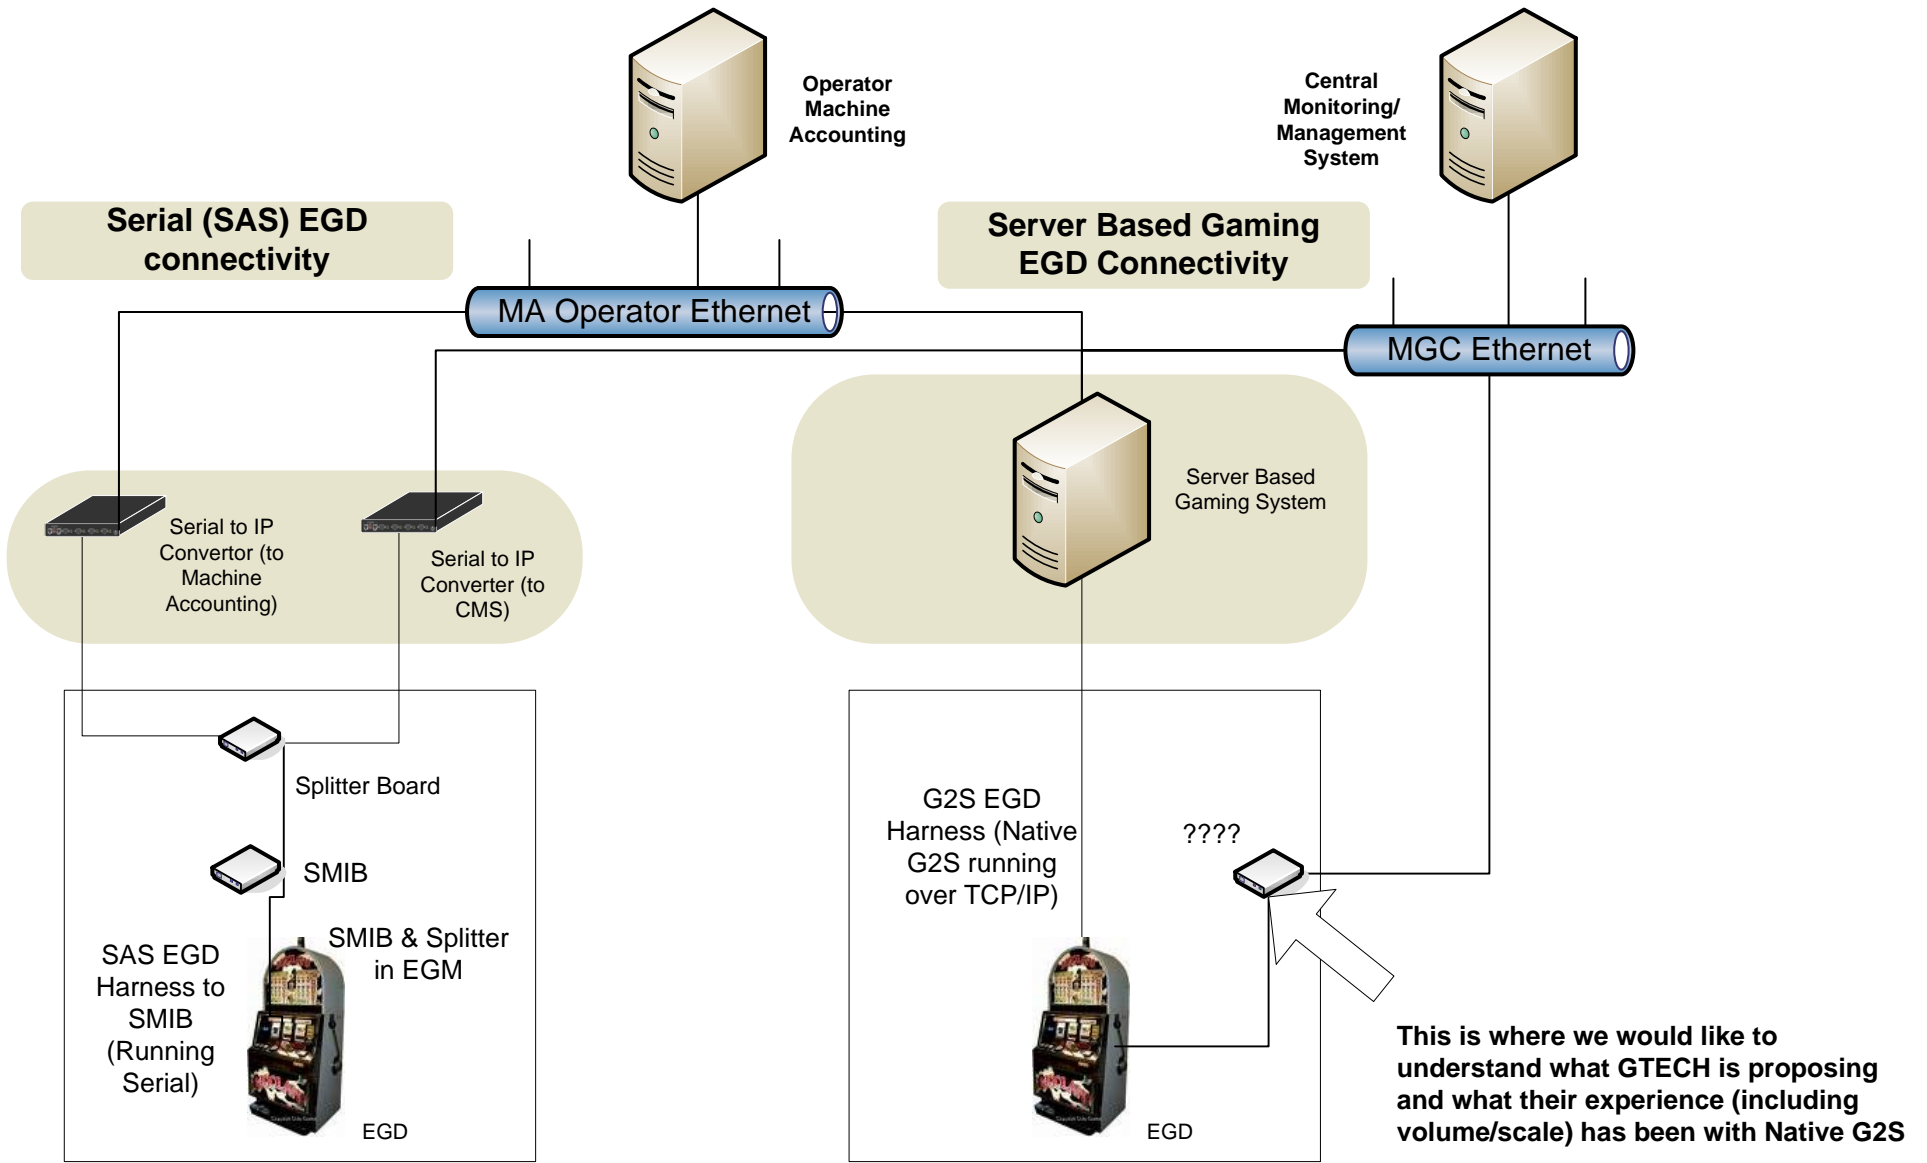 Operator
Machine
Accounting
Central
Monitoring/
Management
System
Serial (SAS) EGD
connectivity
Server Based Gaming
EGD Connectivity
MA Operator Ethernet
MGC Ethernet
Serial to IP
Convertor (to
Machine
Accounting)
Serial to IP
Converter (to
CMS)
Server Based
Gaming System
Splitter Board
SMIB
SMIB & Splitter
in EGM
SAS EGD
Harness to
SMIB
(Running
Serial)
EGD
G2S EGD
Harness (Native
G2S running
over TCP/IP)
????
EGD
This is where we would like to
understand what GTECH is proposing
and what their experience (including
volume/scale) has been with Native G2S